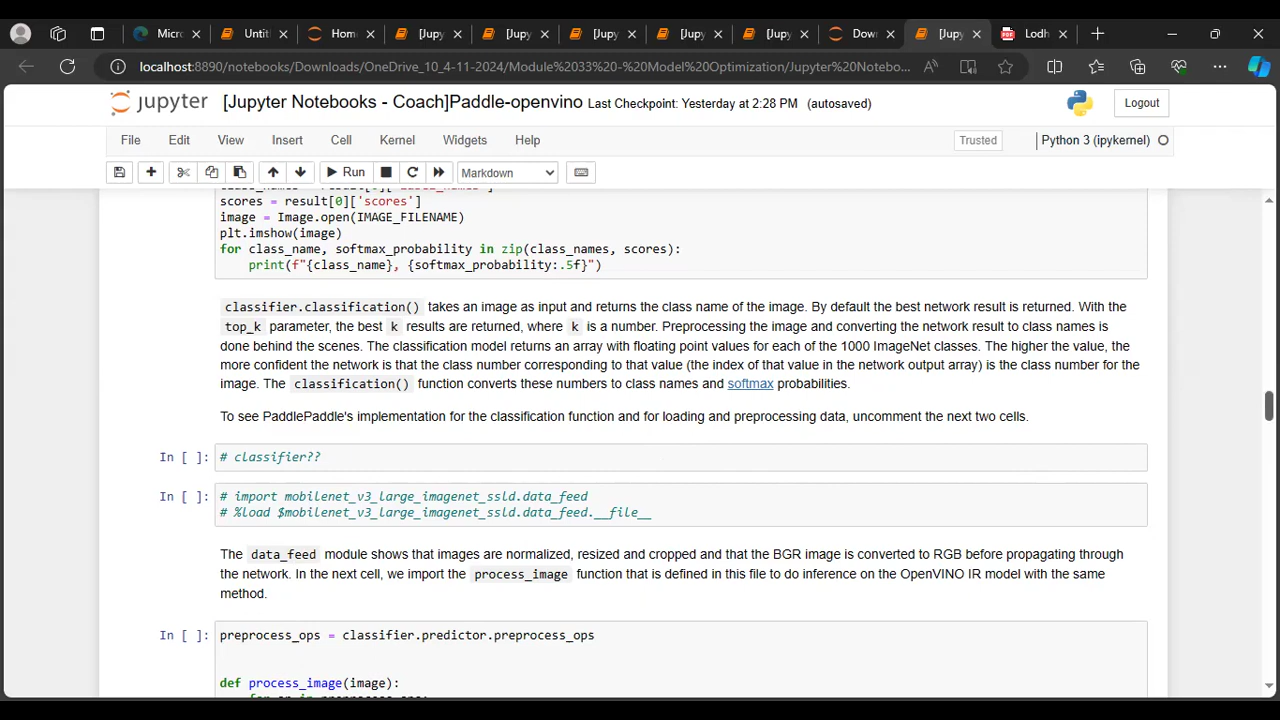 Micro
Untitl
Home
[Jupy
[Jupy
[Jupy
[Jupy
[Jupy
Down
[Jupy
Lodh
localhost:8890/notebooks/Downloads/OneDrive_10_4-11-2024/Module%2033%20-%20Model%20Optimization/Jupyter%20Notebo...
jupyter [Jupyter Notebooks - Coach]Paddle-openvino Last Checkpoint: Yesterday at 2:28 PM (autosaved) Logout
File Edit View Insert Cell Kernel Widgets Help Trusted Python 3 (ipykernel)
Run Markdown
scores = result[0]['scores']
image = Image.open(IMAGE_FILENAME)
plt.imshow(image)
for class_name, softmax_probability in zip(class_names, scores):
    print(f"{class_name}, {softmax_probability:.5f}")
classifier.classification() takes an image as input and returns the class name of the image. By default the best network result is returned. With the
top_k parameter, the best k results are returned, where k is a number. Preprocessing the image and converting the network result to class names is
done behind the scenes. The classification model returns an array with floating point values for each of the 1000 ImageNet classes. The higher the value, the
more confident the network is that the class number corresponding to that value (the index of that value in the network output array) is the class number for the
image. The classification() function converts these numbers to class names and softmax probabilities.
To see PaddlePaddle's implementation for the classification function and for loading and preprocessing data, uncomment the next two cells.
In [ ]: # classifier??
In [ ]: # import mobilenet_v3_large_imagenet_ssld.data_feed
# %load $mobilenet_v3_large_imagenet_ssld.data_feed.__file__
The data_feed module shows that images are normalized, resized and cropped and that the BGR image is converted to RGB before propagating through
the network. In the next cell, we import the process_image function that is defined in this file to do inference on the OpenVINO IR model with the same
method.
In [ ]: preprocess_ops = classifier.predictor.preprocess_ops
def process_image(image):